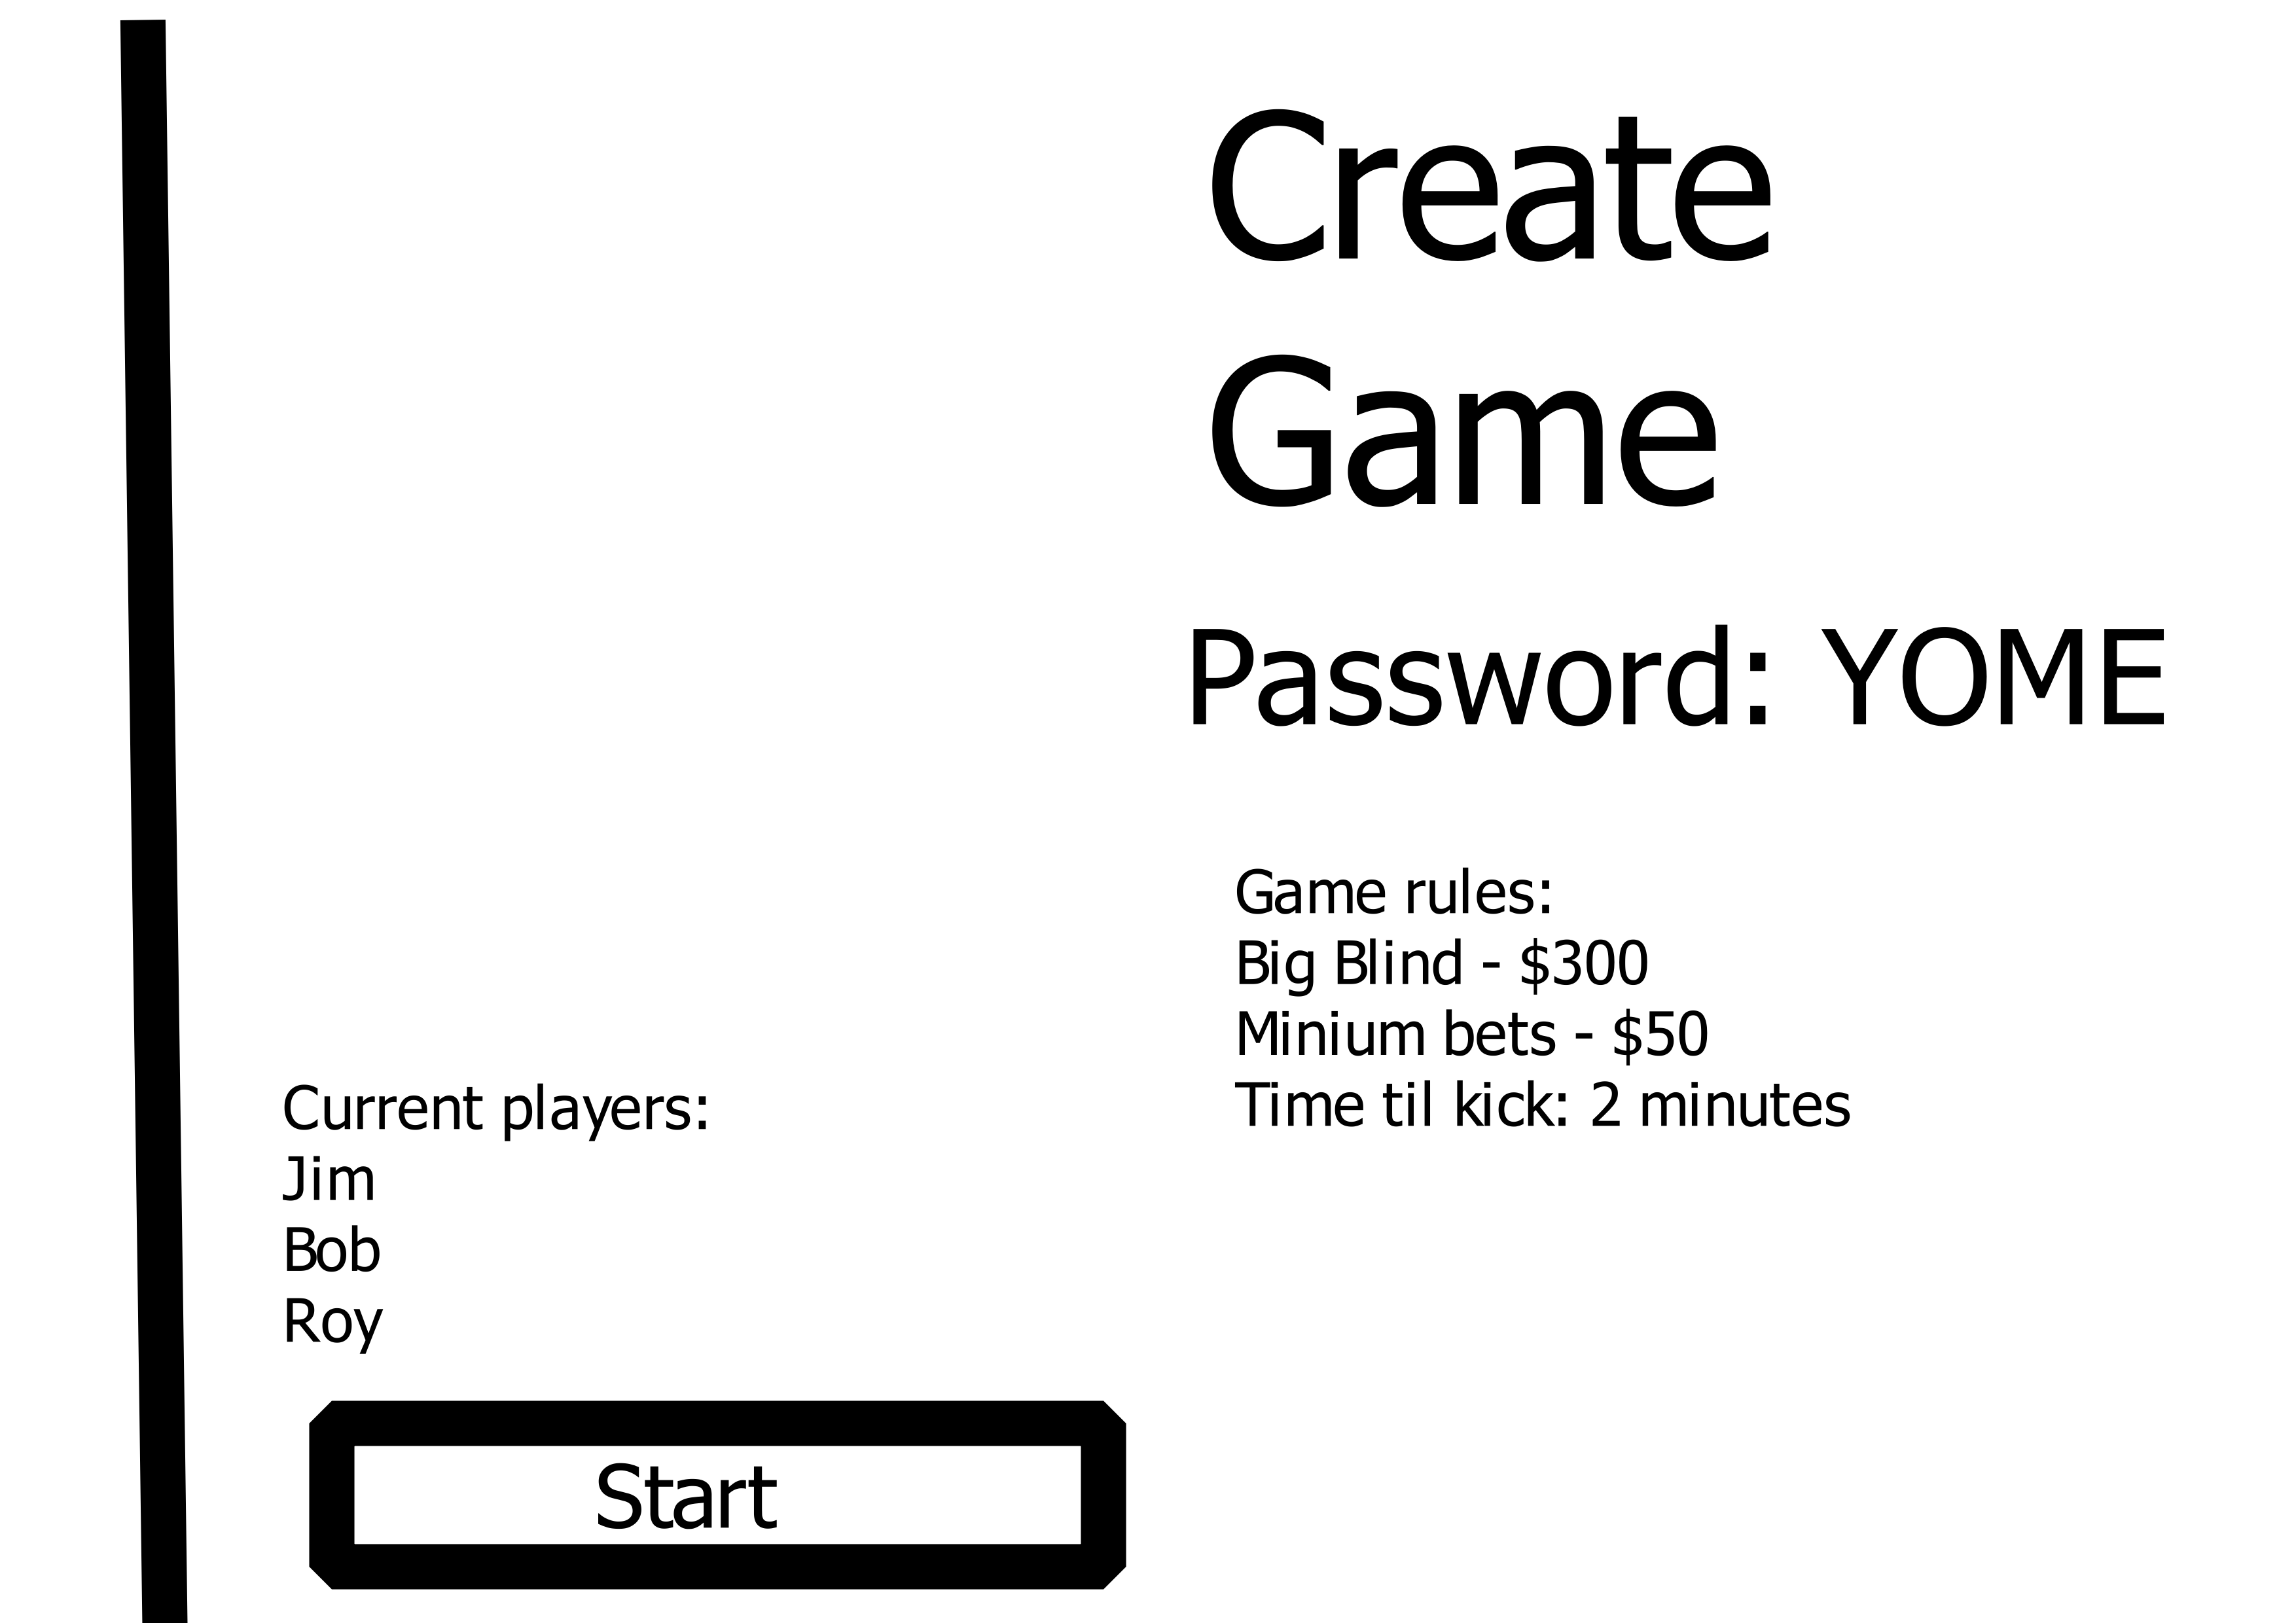 Create
Game
Password: YOME
Game rules:
Big Blind - $300
Minium bets - $50
Time til kick: 2 minutes
Current players:
Jim
Bob
Roy
Start